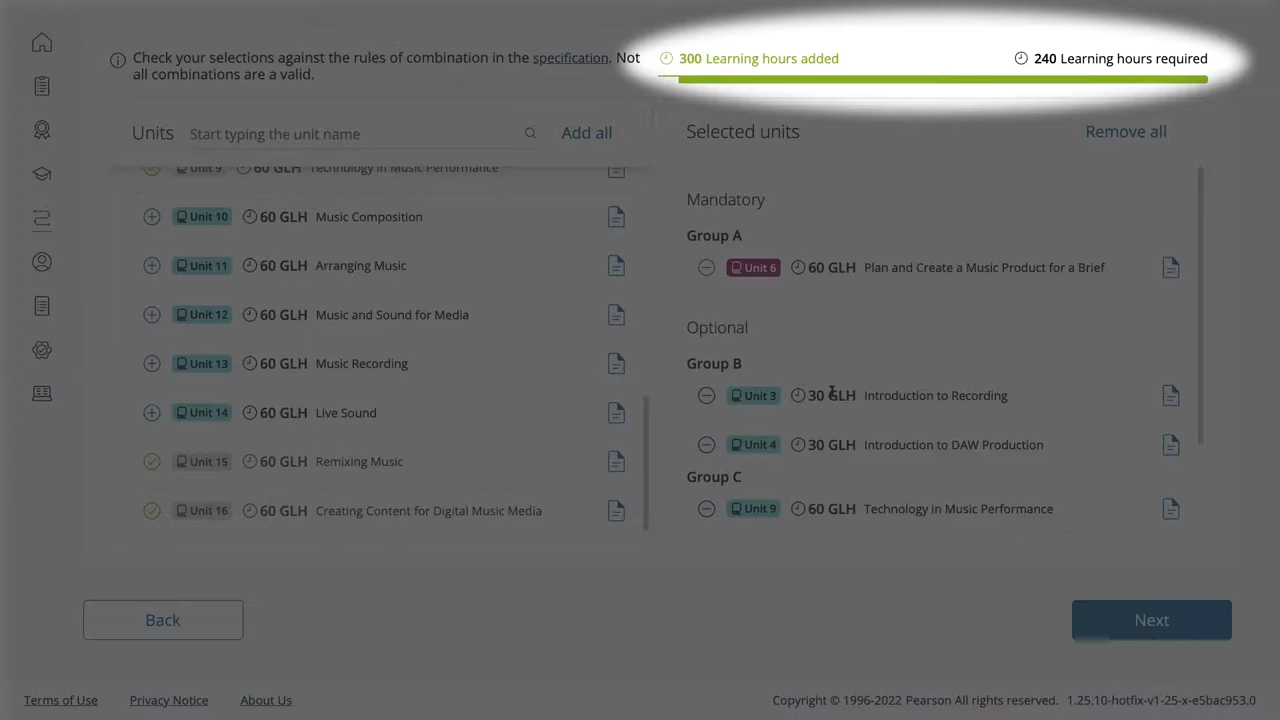 Check your selections against the rules of combination in the specification. Not
all combinations are a valid.
300 Learning hours added
240 Learning hours required
Units
Start typing the unit name
Add all
Unit 9 60 GLH Technology in Music Performance
Unit 10 60 GLH Music Composition
Unit 11 60 GLH Arranging Music
Unit 12 60 GLH Music and Sound for Media
Unit 13 60 GLH Music Recording
Unit 14 60 GLH Live Sound
Unit 15 60 GLH Remixing Music
Unit 16 60 GLH Creating Content for Digital Music Media
Selected units
Remove all
Mandatory
Group A
Unit 6 60 GLH Plan and Create a Music Product for a Brief
Optional
Group B
Unit 3 30 GLH Introduction to Recording
Unit 4 30 GLH Introduction to DAW Production
Group C
Unit 9 60 GLH Technology in Music Performance
Back
Next
Terms of Use
Privacy Notice
About Us
Copyright © 1996-2022 Pearson All rights reserved.
1.25.10-hotfix-v1-25-x-e5bac953.0